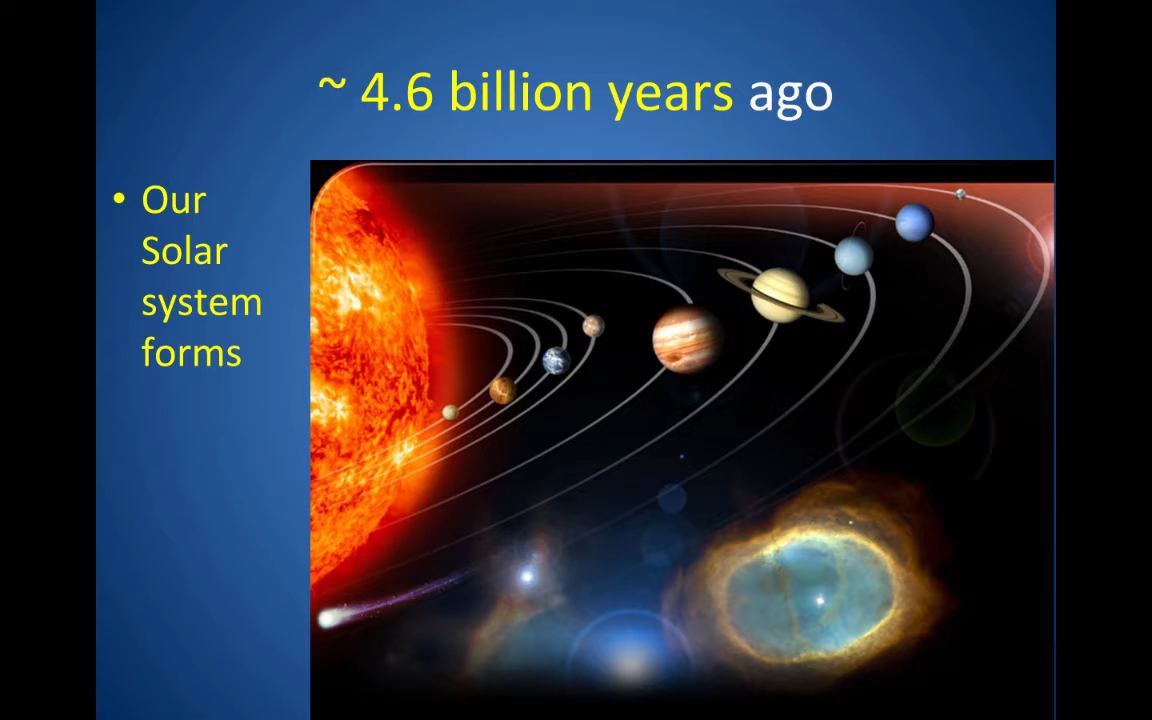 ~ 4.6 billion years ago
• Our
Solar
system
forms